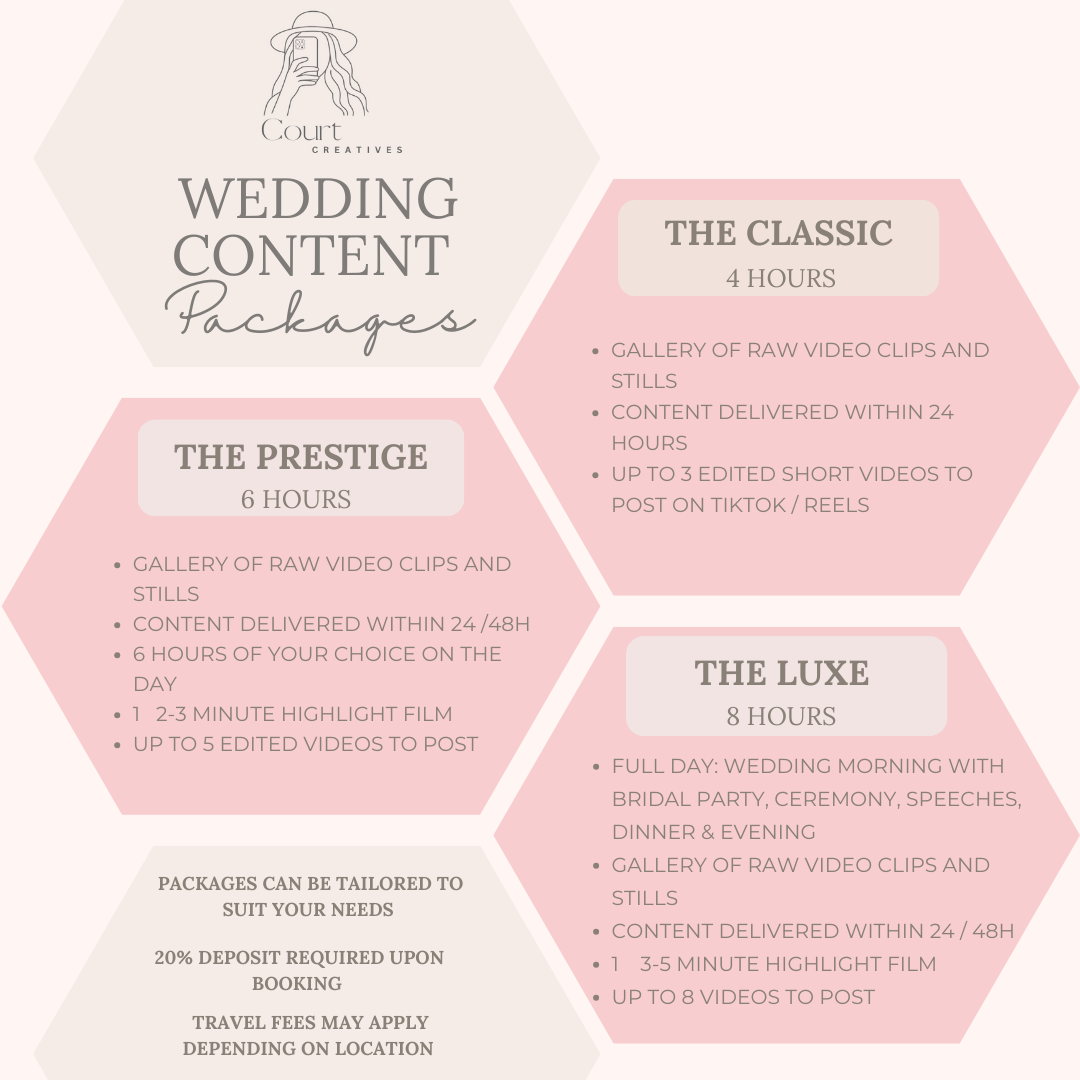 Court
CREATIVES
WEDDING
CONTENT
Packages
THE CLASSIC
4 HOURS
• GALLERY OF RAW VIDEO CLIPS AND
STILLS
• CONTENT DELIVERED WITHIN 24
HOURS
• UP TO 3 EDITED SHORT VIDEOS TO
POST ON TIKTOK / REELS
THE PRESTIGE
6 HOURS
• GALLERY OF RAW VIDEO CLIPS AND
STILLS
• CONTENT DELIVERED WITHIN 24 /48H
• 6 HOURS OF YOUR CHOICE ON THE
DAY
• 1 2-3 MINUTE HIGHLIGHT FILM
• UP TO 5 EDITED VIDEOS TO POST
THE LUXE
8 HOURS
• FULL DAY: WEDDING MORNING WITH
BRIDAL PARTY, CEREMONY, SPEECHES,
DINNER & EVENING
• GALLERY OF RAW VIDEO CLIPS AND
STILLS
• CONTENT DELIVERED WITHIN 24 / 48H
• 1 3-5 MINUTE HIGHLIGHT FILM
• UP TO 8 VIDEOS TO POST
PACKAGES CAN BE TAILORED TO
SUIT YOUR NEEDS
20% DEPOSIT REQUIRED UPON
BOOKING
TRAVEL FEES MAY APPLY
DEPENDING ON LOCATION